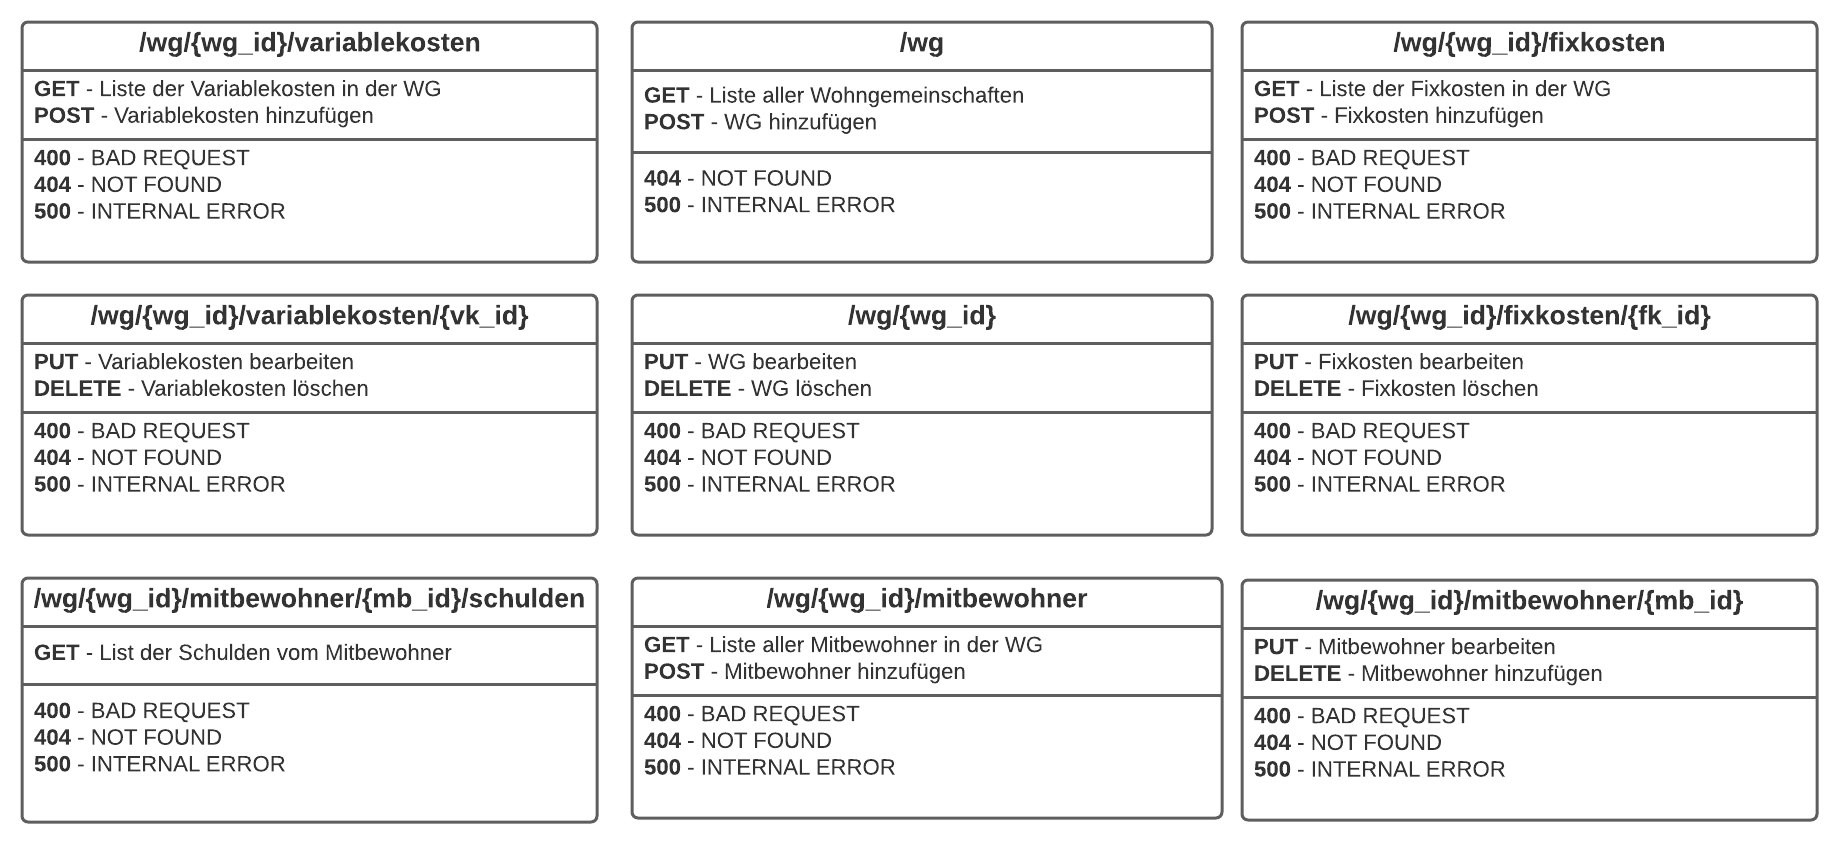 /wg/{wg_id}/variablekosten
GET - Liste der Variablekosten in der WG
POST - Variablekosten hinzufügen
400 - BAD REQUEST
404 - NOT FOUND
500 - INTERNAL ERROR
/wg
GET - Liste aller Wohngemeinschaften
POST - WG hinzufügen
404 - NOT FOUND
500 - INTERNAL ERROR
/wg/{wg_id}/fixkosten
GET - Liste der Fixkosten in der WG
POST - Fixkosten hinzufügen
400 - BAD REQUEST
404 - NOT FOUND
500 - INTERNAL ERROR
/wg/{wg_id}/variablekosten/{vk_id}
PUT - Variablekosten bearbeiten
DELETE - Variablekosten löschen
400 - BAD REQUEST
404 - NOT FOUND
500 - INTERNAL ERROR
/wg/{wg_id}
PUT - WG bearbeiten
DELETE - WG löschen
400 - BAD REQUEST
404 - NOT FOUND
500 - INTERNAL ERROR
/wg/{wg_id}/fixkosten/{fk_id}
PUT - Fixkosten bearbeiten
DELETE - Fixkosten löschen
400 - BAD REQUEST
404 - NOT FOUND
500 - INTERNAL ERROR
/wg/{wg_id}/mitbewohner/{mb_id}/schulden
GET - List der Schulden vom Mitbewohner
400 - BAD REQUEST
404 - NOT FOUND
500 - INTERNAL ERROR
/wg/{wg_id}/mitbewohner
GET - Liste aller Mitbewohner in der WG
POST - Mitbewohner hinzufügen
400 - BAD REQUEST
404 - NOT FOUND
500 - INTERNAL ERROR
/wg/{wg_id}/mitbewohner/{mb_id}
PUT - Mitbewohner bearbeiten
DELETE - Mitbewohner hinzufügen
400 - BAD REQUEST
404 - NOT FOUND
500 - INTERNAL ERROR